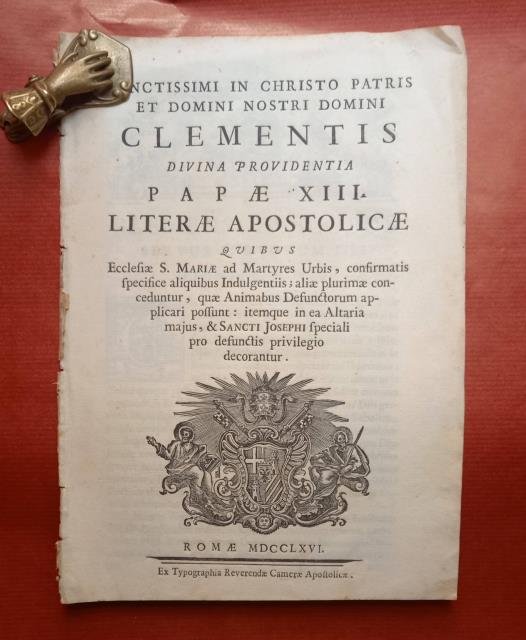 NCTISSIMI IN CHRISTO PATRIS
ET DOMINI NOSTRI DOMINI
CLEMENTIS
DIVINA PROVIDENTIA
PAPÆ XIII.
LITERÆ APOSTOLICÆ
QVIBUS
Ecclesiæ S. MARIÆ ad Martyres Urbis, confirmatis
specifice aliquibus Indulgentiis; aliæ plurimæ con-
ceduntur, quæ Animabus Defunctorum ap-
plicari possunt: itemque in ea Altaria
majus, & SANCTI JOSEPHI speciali
pro defunctis privilegio
decorantur.
ROMÆ MDCCLXVI.
Ex Typographia Reverendæ Cameræ Apostolicæ.